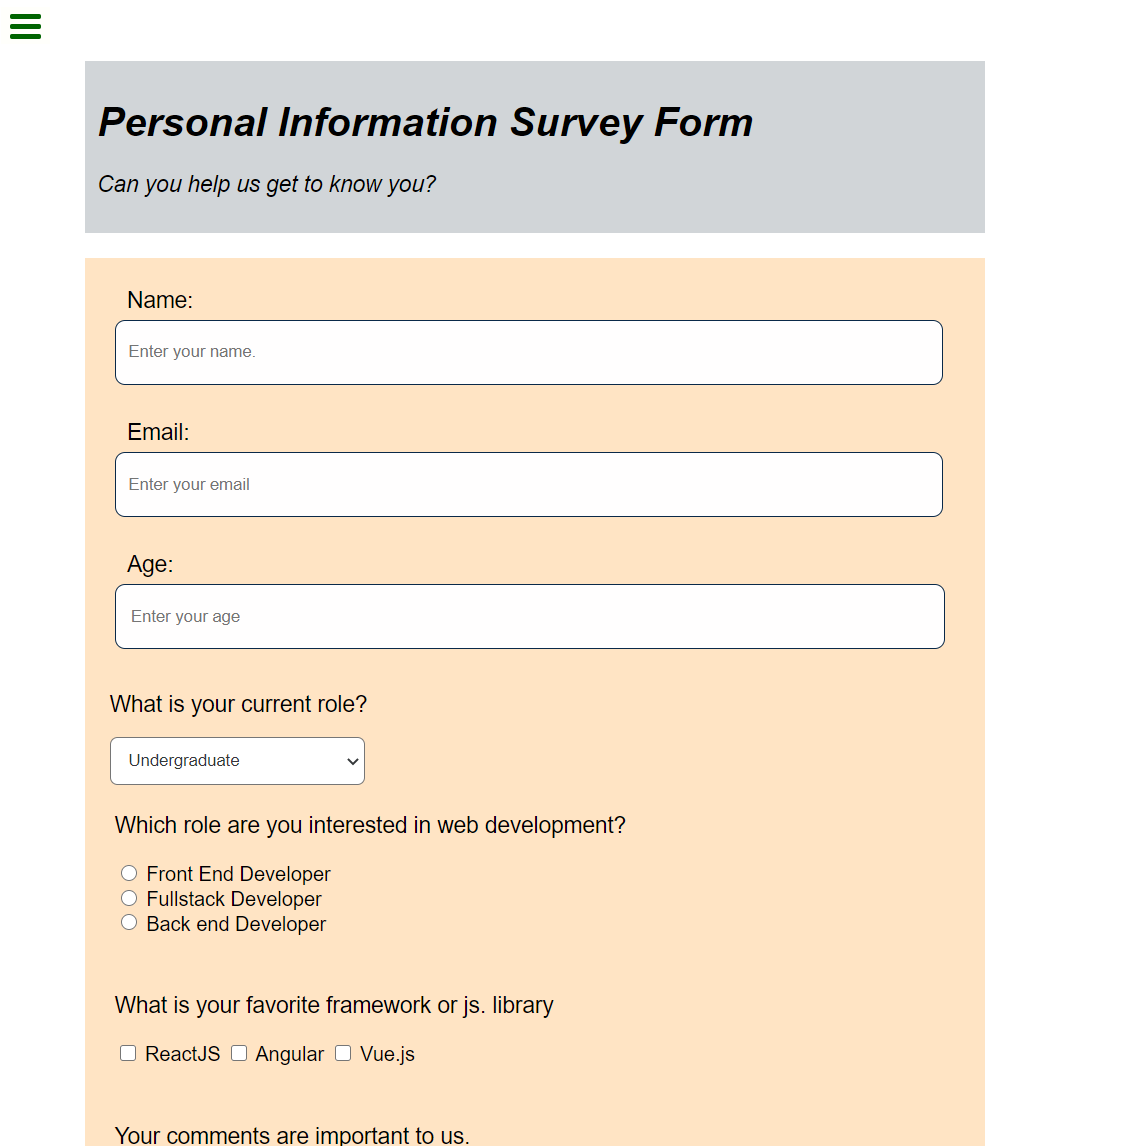 Personal Information Survey Form
Can you help us get to know you?
Name:
Enter your name.
Email:
Enter your email
Age:
Enter your age
What is your current role?
Undergraduate
Which role are you interested in web development?
Front End Developer
Fullstack Developer
Back end Developer
What is your favorite framework or js. library
ReactJS Angular Vue.js
Your comments are important to us.